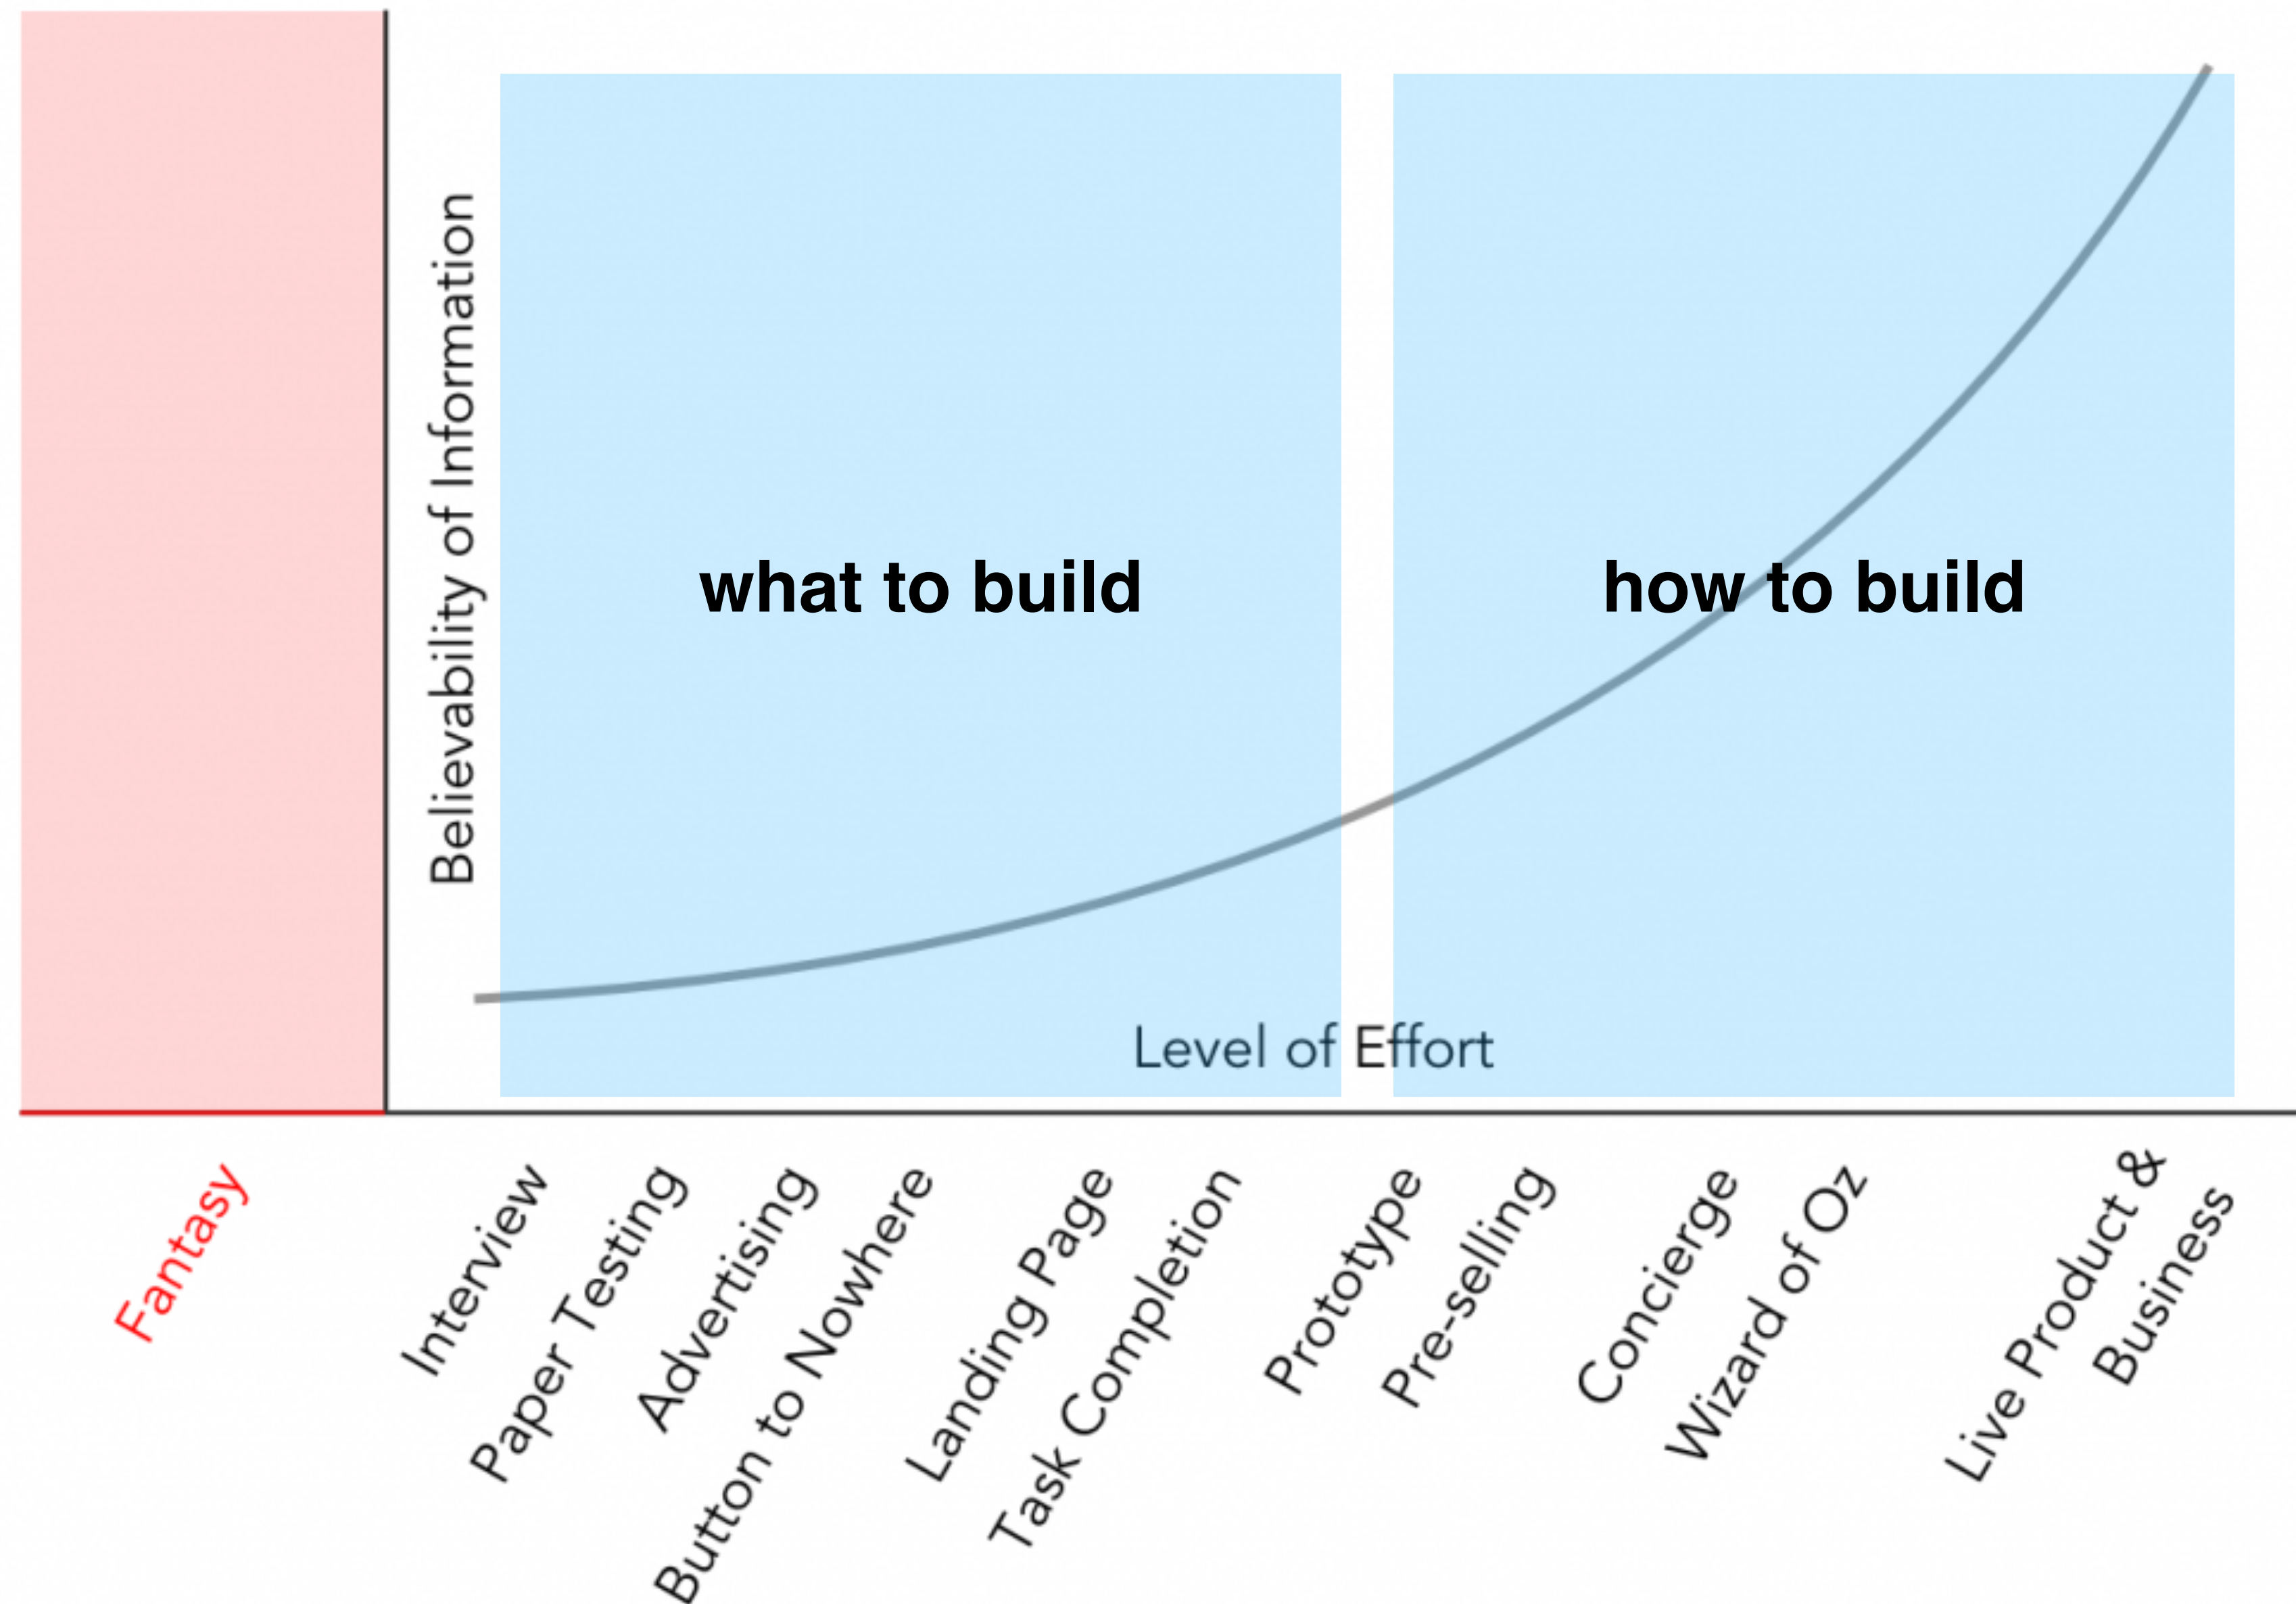 Believability of Information
what to build
how to build
Level of Effort
Fantasy
Interview
Paper Testing
Advertising
Button to Nowhere
Landing Page
Task Completion
Prototype
Pre-selling
Concierge
Wizard of Oz
Live Product &
Business